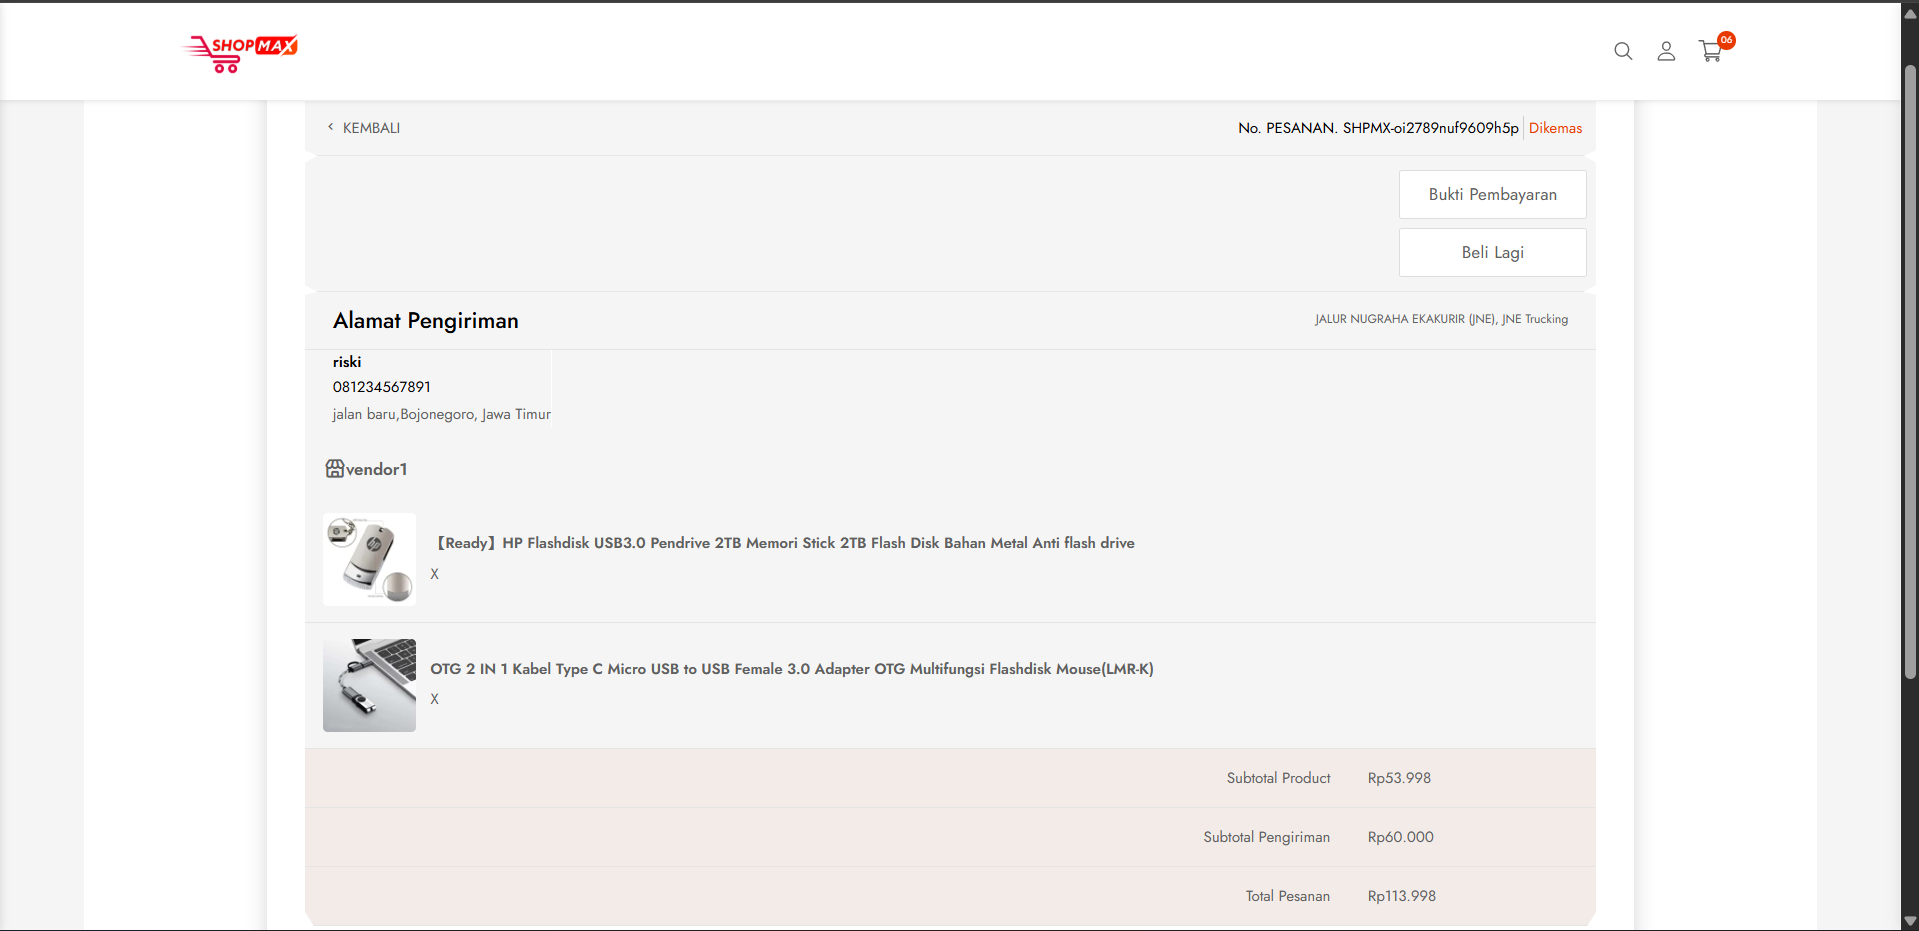 SHOPMAX
06
KEMBALI
No. PESANAN. SHPMX-oi2789nuf9609h5p
Dikemas
Bukti Pembayaran
Beli Lagi
Alamat Pengiriman
JALUR NUGRAHA EKAKURIR (JNE), JNE Trucking
riski
081234567891
jalan baru,Bojonegoro, Jawa Timur
vendor1
【Ready】HP Flashdisk USB3.0 Pendrive 2TB Memori Stick 2TB Flash Disk Bahan Metal Anti flash drive
X
OTG 2 IN 1 Kabel Type C Micro USB to USB Female 3.0 Adapter OTG Multifungsi Flashdisk Mouse(LMR-K)
X
Subtotal Product Rp53.998
Subtotal Pengiriman Rp60.000
Total Pesanan Rp113.998